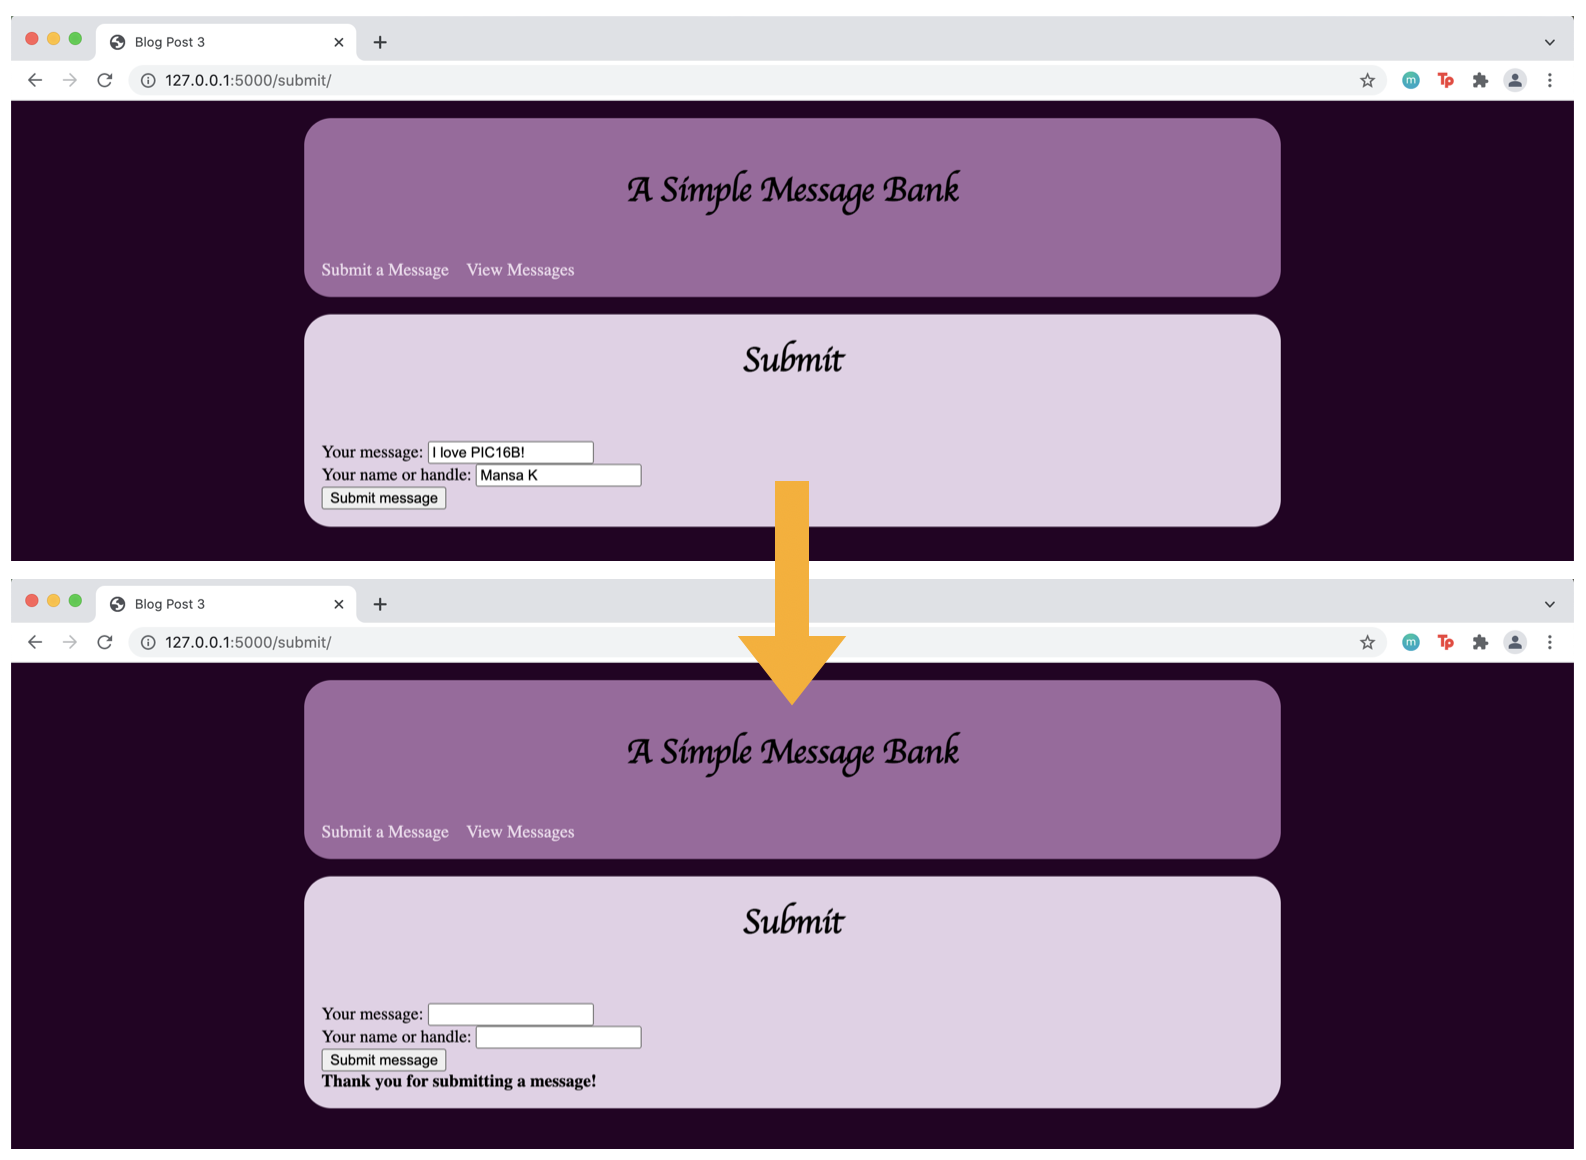 Blog Post 3
127.0.0.1:5000/submit/
m Tp
A Simple Message Bank
Submit a Message View Messages
Submit
Your message: I love PIC16B!
Your name or handle: Mansa K
Submit message
Blog Post 3
127.0.0.1:5000/submit/
m Tp
A Simple Message Bank
Submit a Message View Messages
Submit
Your message:
Your name or handle:
Submit message
Thank you for submitting a message!